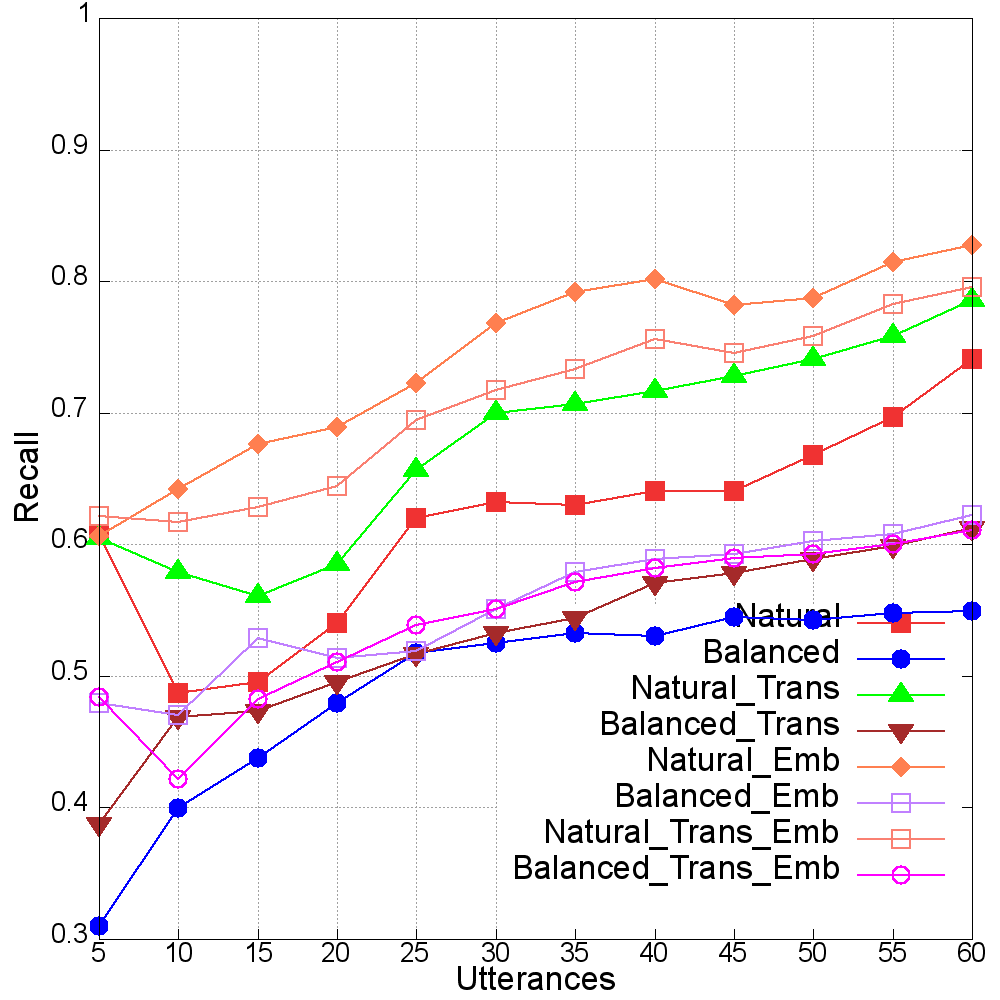 1
0.9
0.8
0.7
0.6
0.5
0.4
0.3
Recall
5 10 15 20 25 30 35 40 45 50 55 60
Utterances
Natural
Balanced
Natural_Trans
Balanced_Trans
Natural_Emb
Balanced_Emb
Natural_Trans_Emb
Balanced_Trans_Emb